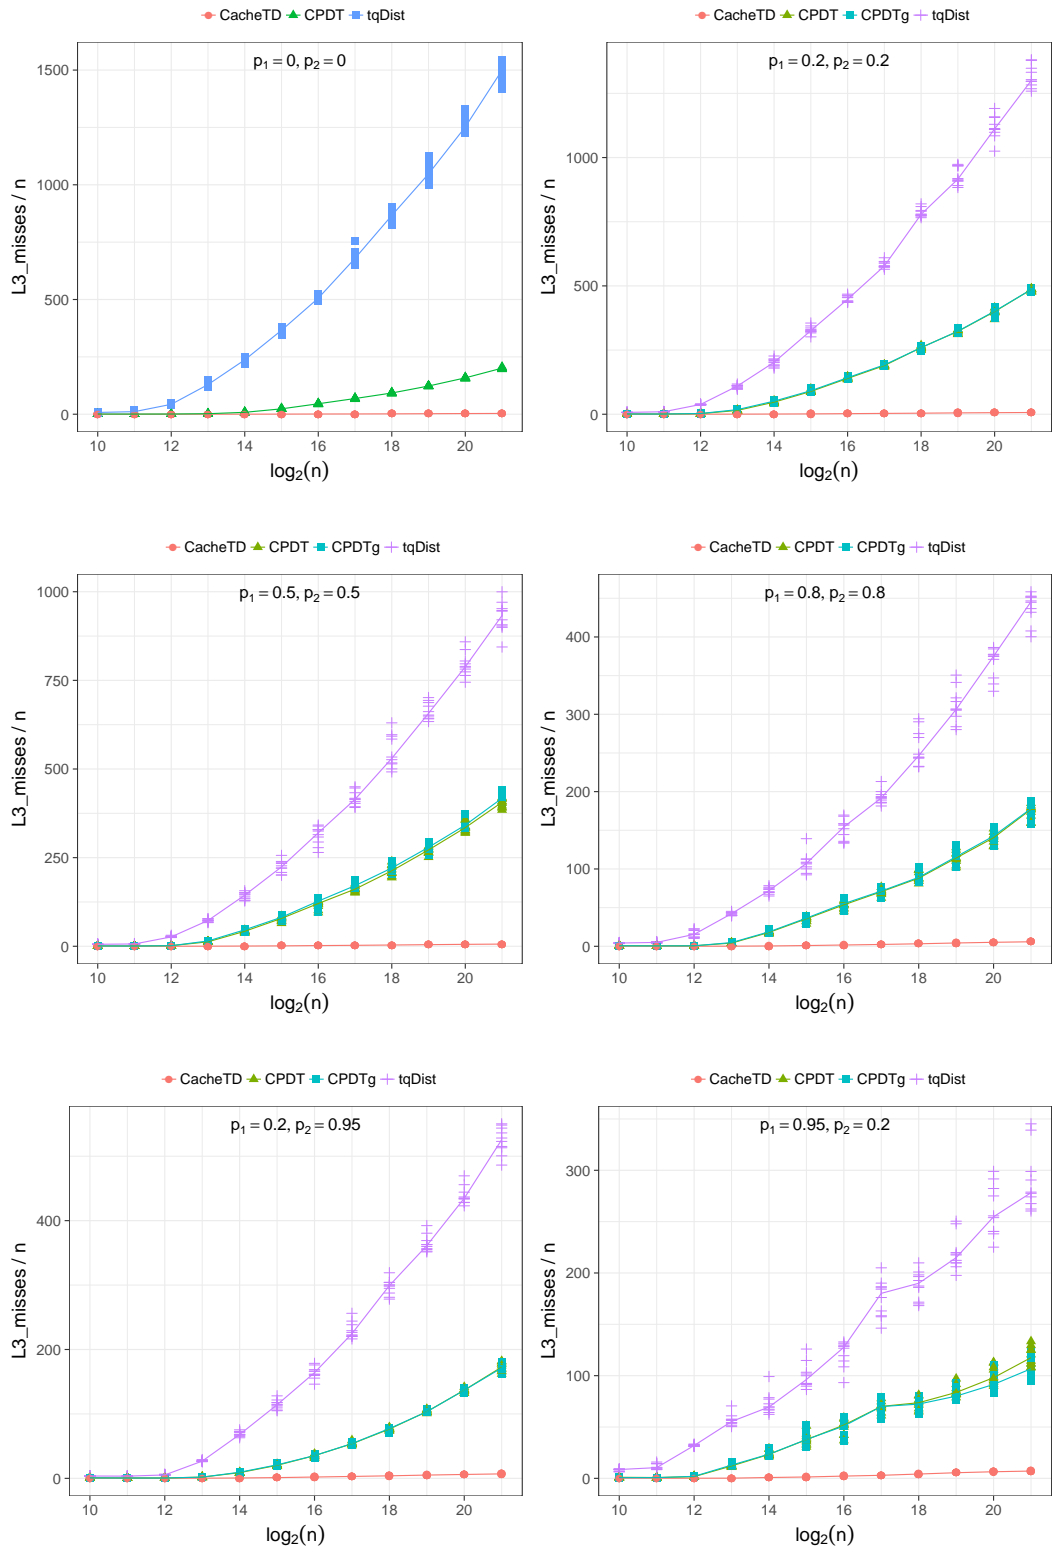 CacheTD CPDT tqDist
p1 = 0, p2 = 0
1500
1000
500
0
L3_misses / n
10 12 14 16 18 20
log2(n)
CacheTD CPDT CPDTg tqDist
p1 = 0.2, p2 = 0.2
1000
500
0
L3_misses / n
10 12 14 16 18 20
log2(n)
CacheTD CPDT CPDTg tqDist
p1 = 0.5, p2 = 0.5
1000
750
500
250
0
L3_misses / n
10 12 14 16 18 20
log2(n)
CacheTD CPDT CPDTg tqDist
p1 = 0.8, p2 = 0.8
400
300
200
100
0
L3_misses / n
10 12 14 16 18 20
log2(n)
CacheTD CPDT CPDTg tqDist
p1 = 0.2, p2 = 0.95
400
200
0
L3_misses / n
10 12 14 16 18 20
log2(n)
CacheTD CPDT CPDTg tqDist
p1 = 0.95, p2 = 0.2
300
200
100
0
L3_misses / n
10 12 14 16 18 20
log2(n)